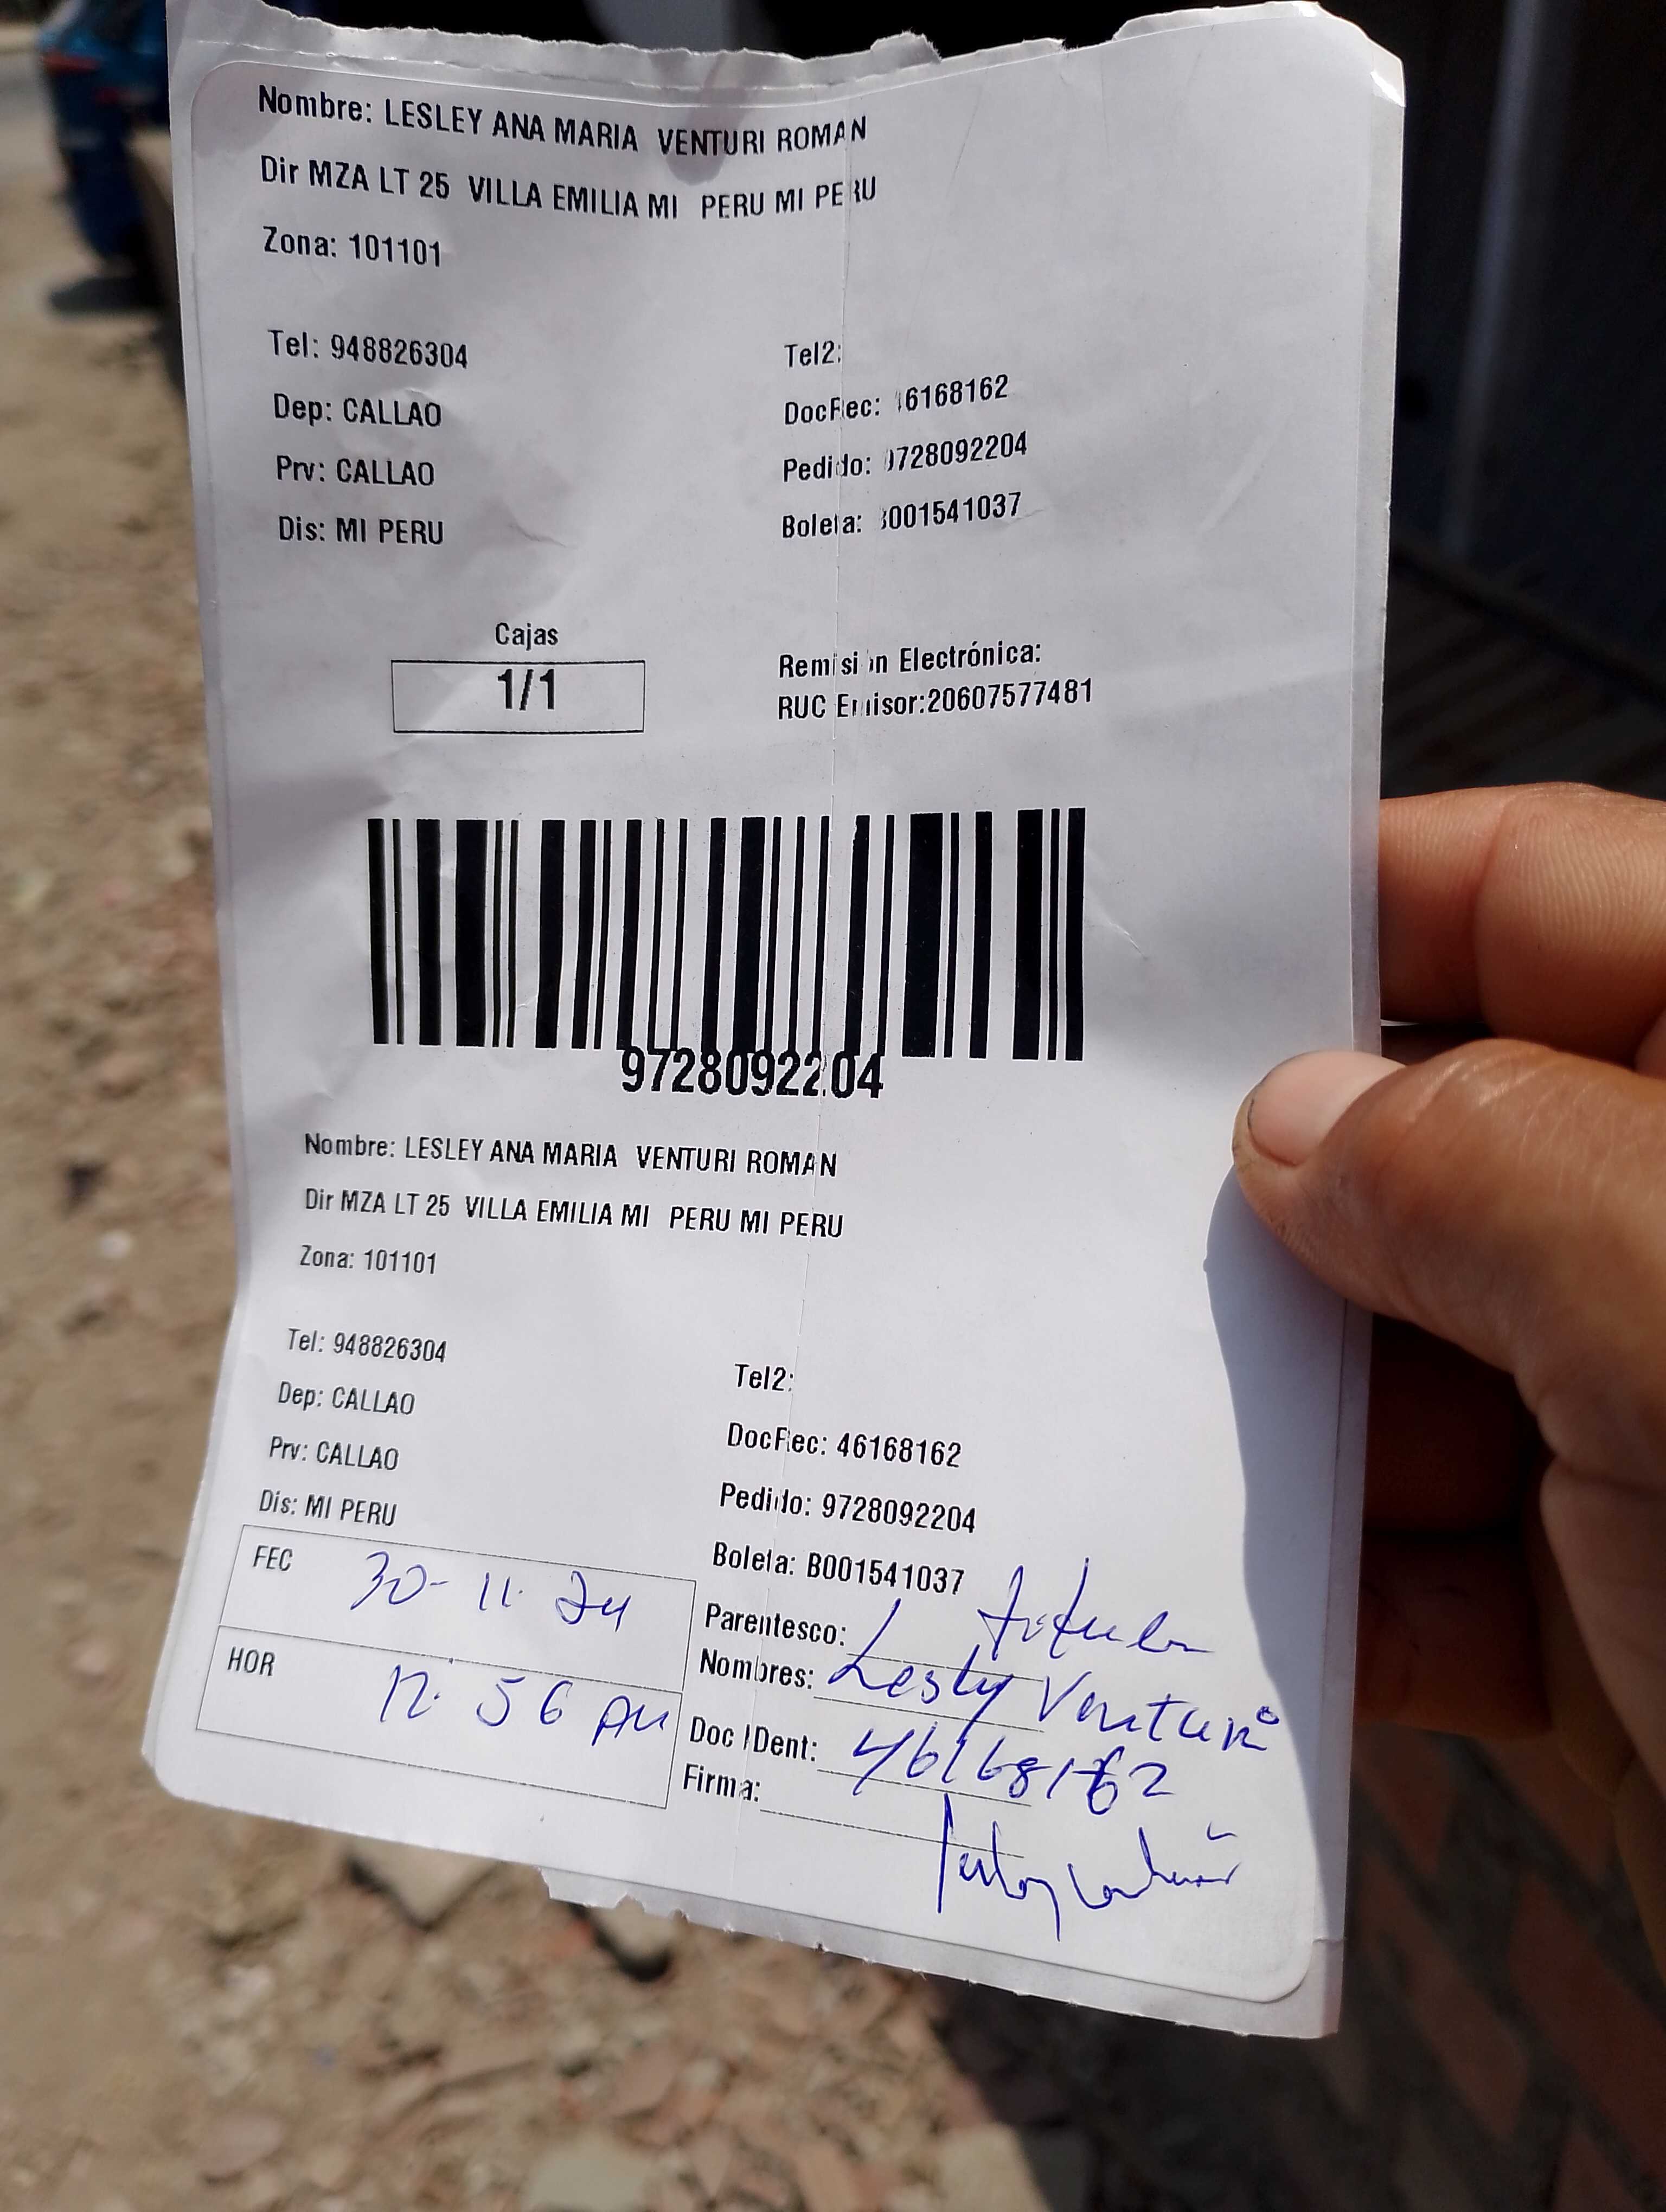 Nombre: LESLEY ANA MARIA VENTURI ROMAN
Dir MZA LT 25 VILLA EMILIA MI PERU MI PERU
Zona: 101101
Tel: 948826304 Tel2:
Dep: CALLAO DocRec: 46168162
Prv: CALLAO Pedido: 9728092204
Dis: MI PERU Boleta: B001541037
Cajas
1/1
Remisión Electrónica:
RUC Emisor:20607577481
9728092204
Nombre: LESLEY ANA MARIA VENTURI ROMAN
Dir MZA LT 25 VILLA EMILIA MI PERU MI PERU
Zona: 101101
Tel: 948826304 Tel2:
Dep: CALLAO DocRec: 46168162
Prv: CALLAO Pedido: 9728092204
Dis: MI PERU Boleta: B001541037
FEC 30-11-24
HOR 12:56
Parentesco:
Nombres: Lesly Venturi
Doc IDent: 46168162
Firma: